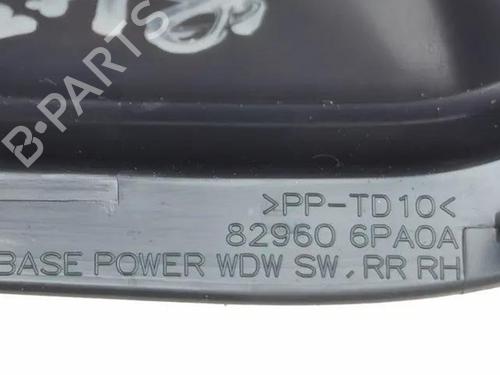 B-PARTS
>PP-TD10<
82960 6PA0A
BASE POWER WDW SW, RR RH